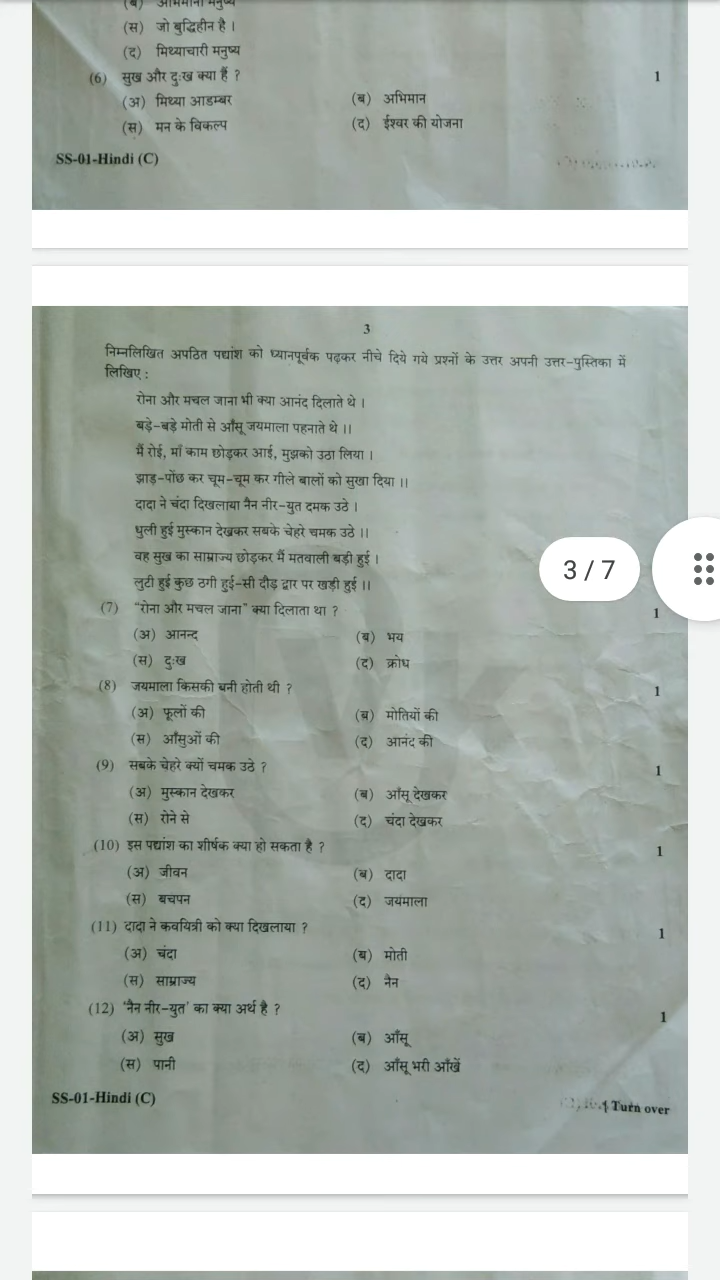 (ब) अभिमानी मनुष्य
(स) जो बुद्धिहीन है।
(द) मिथ्याचारी मनुष्य
(6) सुख और दुःख क्या हैं ? 1
(अ) मिथ्या आडम्बर (ब) अभिमान
(स) मन के विकल्प (द) ईश्वर की योजना
SS-01-Hindi (C)
3
निम्नलिखित अपठित पद्यांश को ध्यानपूर्वक पढ़कर नीचे दिये गये प्रश्नों के उत्तर अपनी उत्तर-पुस्तिका में
लिखिए :
रोना और मचल जाना भी क्या आनंद दिलाते थे।
बड़े-बड़े मोती से आँसू जयमाला पहनाते थे।।
मैं रोई, माँ काम छोड़कर आई, मुझको उठा लिया।
झाड़-पोंछ कर चूम-चूम कर गीले बालों को सुखा दिया।।
दादा ने चंदा दिखलाया नैन नीर-युत दमक उठे।
धुली हुई मुस्कान देखकर सबके चेहरे चमक उठे।।
वह सुख का साम्राज्य छोड़कर मैं मतवाली बड़ी हुई।
लुटी हुई कुछ ठगी हुई-सी दौड़ द्वार पर खड़ी हुई।।
3 / 7
(7) "रोना और मचल जाना" क्या दिलाता था ? 1
(अ) आनन्द (ब) भय
(स) दुःख (द) क्रोध
(8) जयमाला किसकी बनी होती थी ? 1
(अ) फूलों की (ब) मोतियों की
(स) आँसुओं की (द) आनंद की
(9) सबके चेहरे क्यों चमक उठे ? 1
(अ) मुस्कान देखकर (ब) आँसू देखकर
(स) रोने से (द) चंदा देखकर
(10) इस पद्यांश का शीर्षक क्या हो सकता है ? 1
(अ) जीवन (ब) दादा
(स) बचपन (द) जयमाला
(11) दादा ने कवयित्री को क्या दिखलाया ? 1
(अ) चंदा (ब) मोती
(स) साम्राज्य (द) नैन
(12) 'नैन नीर-युत' का क्या अर्थ है ? 1
(अ) सुख (ब) आँसू
(स) पानी (द) आँसू भरी आँखें
SS-01-Hindi (C) Turn over